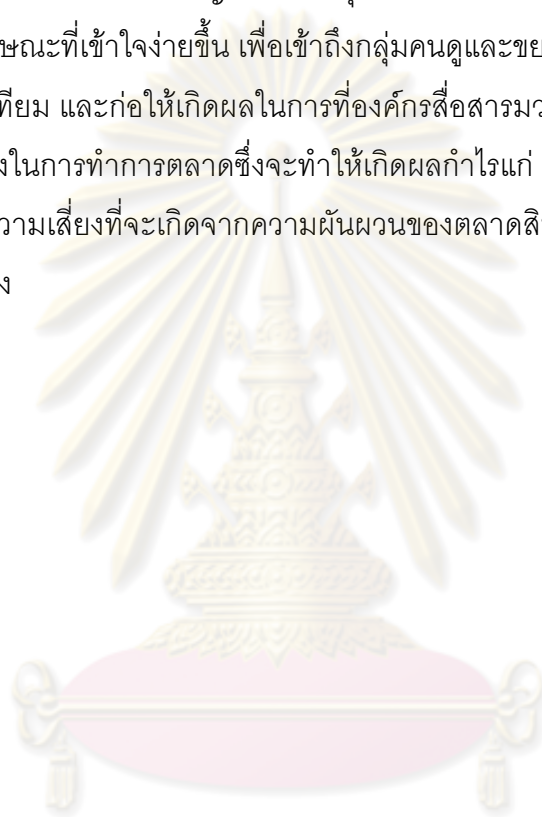 ษณะที่เข้าใจง่ายขึ้น เพื่อเข้าถึงกลุ่มคนดูและขย
ทียม และก่อให้เกิดผลในการที่องค์กรสื่อสารมว
งในการทำการตลาดซึ่งจะทำให้เกิดผลกำไรแก่
วามเสี่ยงที่จะเกิดจากความผันผวนของตลาดสิ
ง